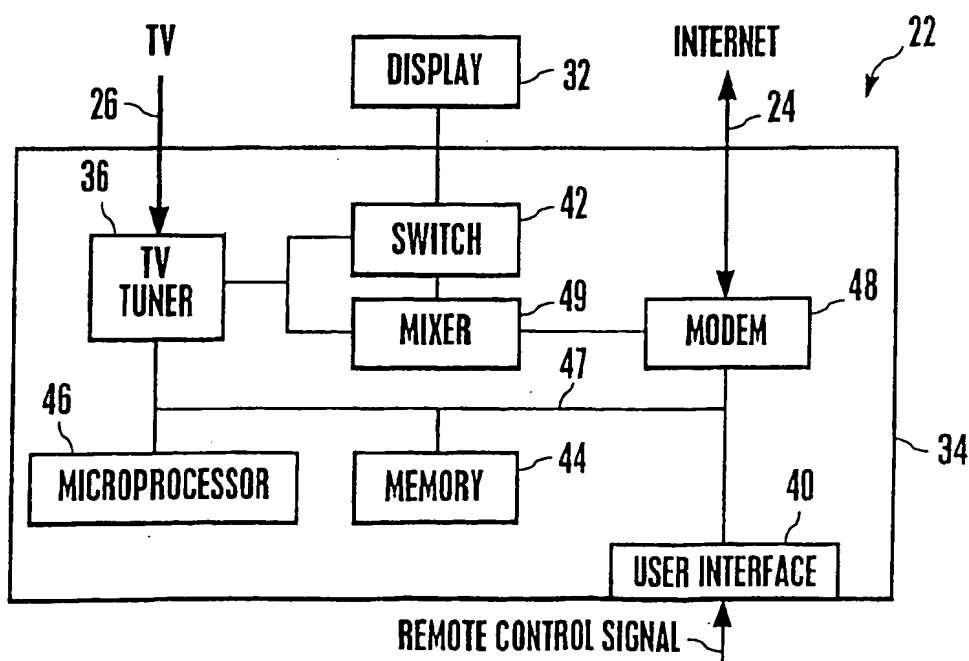 TV
INTERNET
22
DISPLAY
32
26
24
36
42
TV
TUNER
SWITCH
49
48
MIXER
MODEM
47
46
44
34
MICROPROCESSOR
MEMORY
40
USER INTERFACE
REMOTE CONTROL SIGNAL